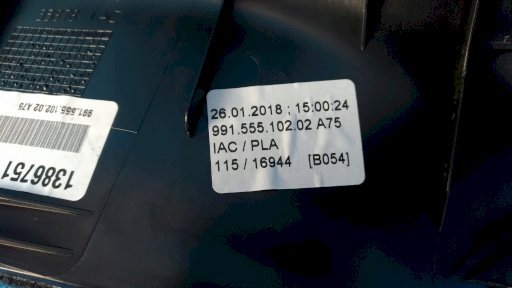 26.01.2018 ; 15:00:24
991.555.102.02 A75
IAC / PLA
115 / 16944 [B054]
991.555.102.02 A75
1386751